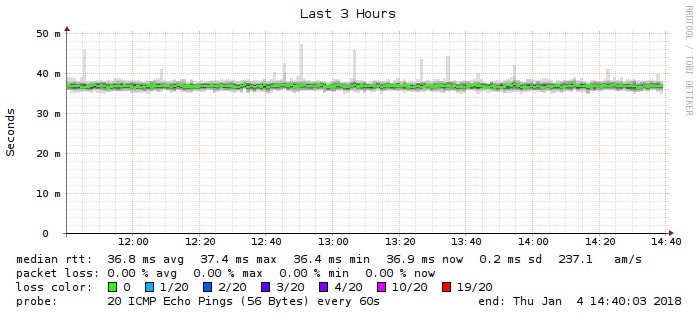 Last 3 Hours
RRDTOOL / TOBI OETIKER
Seconds
50 m
40 m
30 m
20 m
10 m
0
12:00 12:20 12:40 13:00 13:20 13:40 14:00 14:20 14:40
median rtt: 36.8 ms avg 37.4 ms max 36.4 ms min 36.9 ms now 0.2 ms sd 237.1 am/s
packet loss: 0.00 % avg 0.00 % max 0.00 % min 0.00 % now
loss color: 0 1/20 2/20 3/20 4/20 10/20 19/20
probe: 20 ICMP Echo Pings (56 Bytes) every 60s end: Thu Jan 4 14:40:03 2018